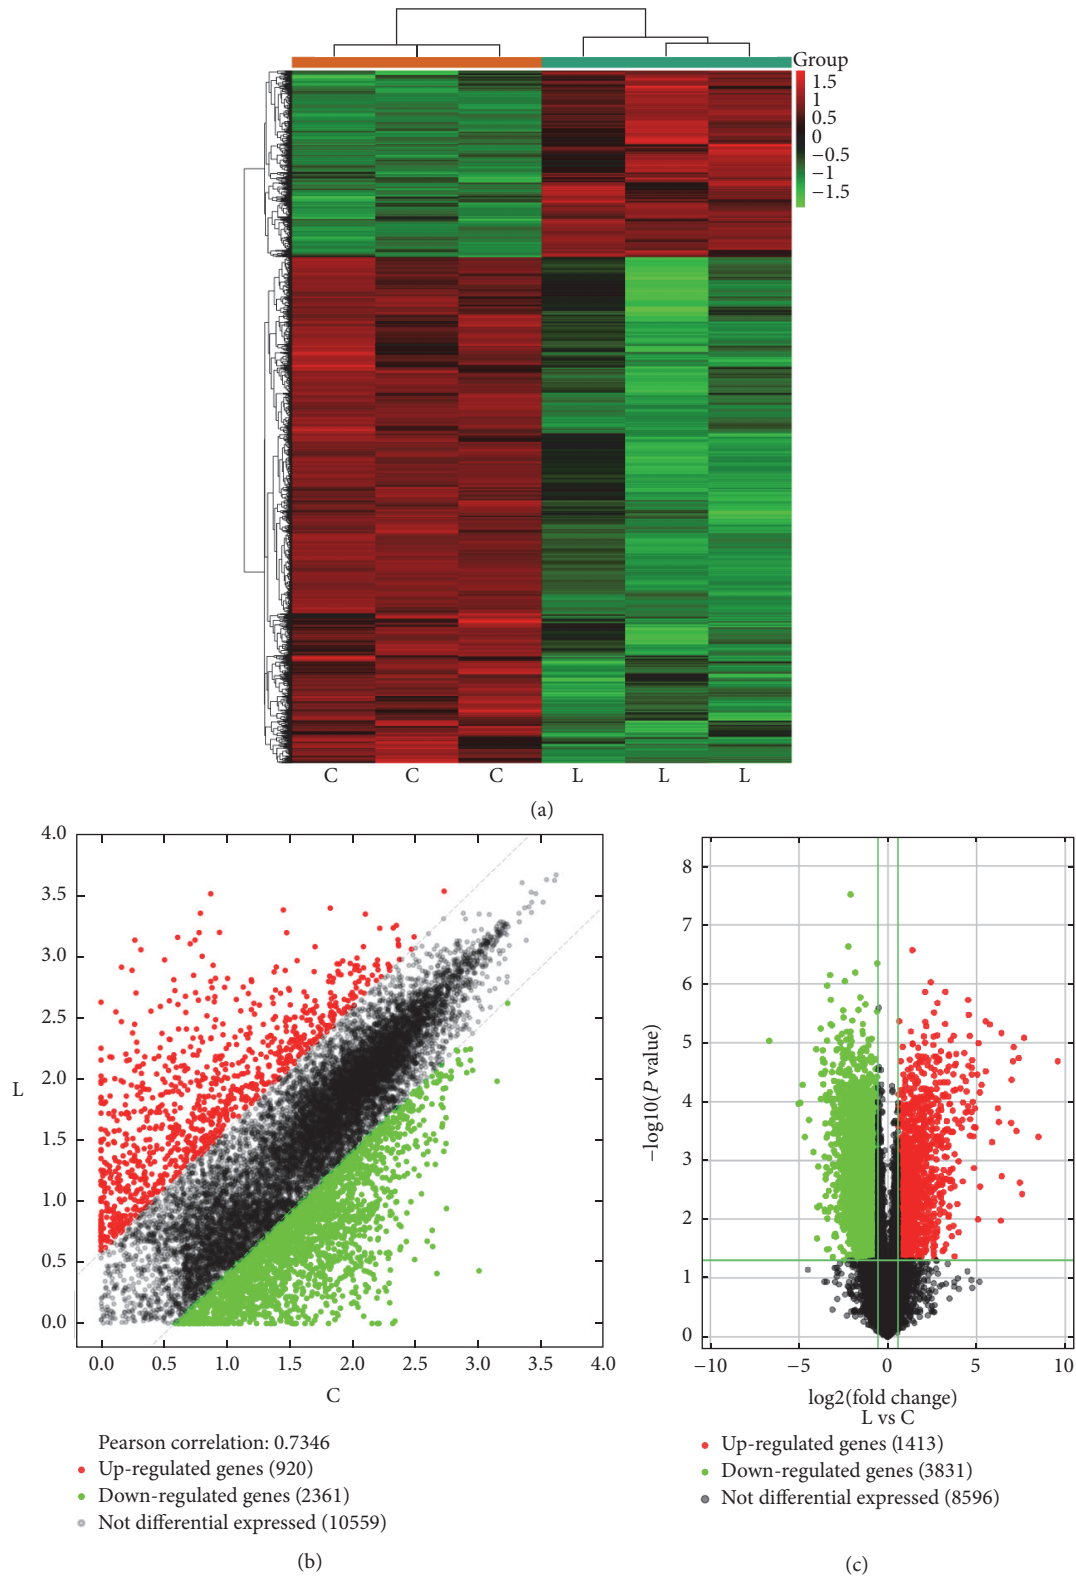 Group
1.5
1
0.5
0
−0.5
−1
−1.5
C C C L L L
(a)
4.0
3.5
3.0
2.5
2.0
1.5
1.0
0.5
0.0
L
0.0 0.5 1.0 1.5 2.0 2.5 3.0 3.5 4.0
C
Pearson correlation: 0.7346
Up-regulated genes (920)
Down-regulated genes (2361)
Not differential expressed (10559)
(b)
8
7
6
5
4
3
2
1
0
−log10(P value)
−10 −5 0 5 10
log2(fold change)
L vs C
Up-regulated genes (1413)
Down-regulated genes (3831)
Not differential expressed (8596)
(c)